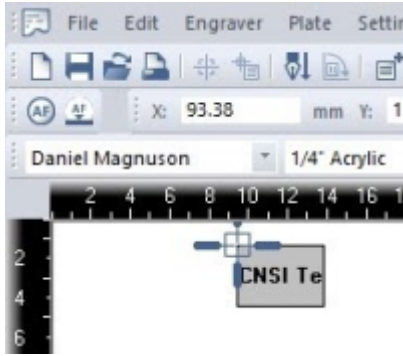 File Edit Engraver Plate
AF AF X: 93.38 mm Y: 1
Daniel Magnuson 1/4" Acrylic
2 4 6 8 10 12 14 16 1
2
4
6
CNSI Te